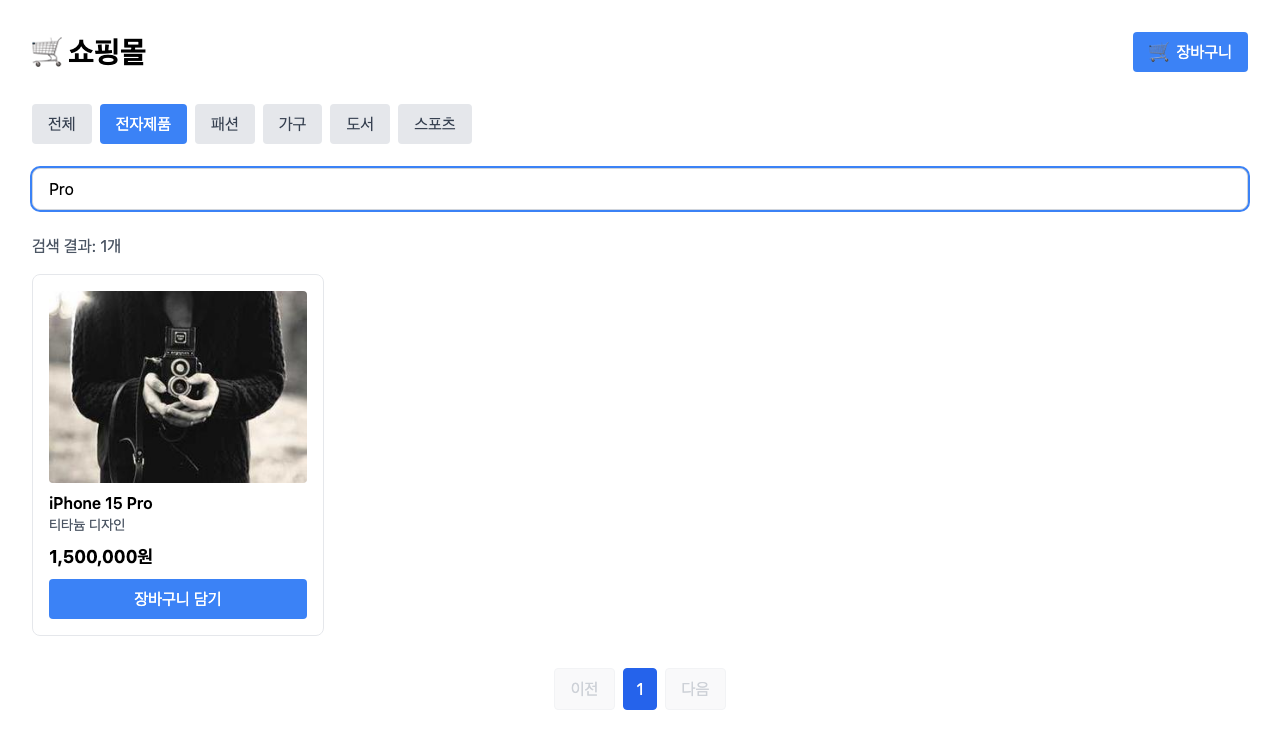 🛒 쇼핑몰
🛒 장바구니
전체 전자제품 패션 가구 도서 스포츠
Pro
검색 결과: 1개
iPhone 15 Pro
티타늄 디자인
1,500,000원
장바구니 담기
이전 1 다음